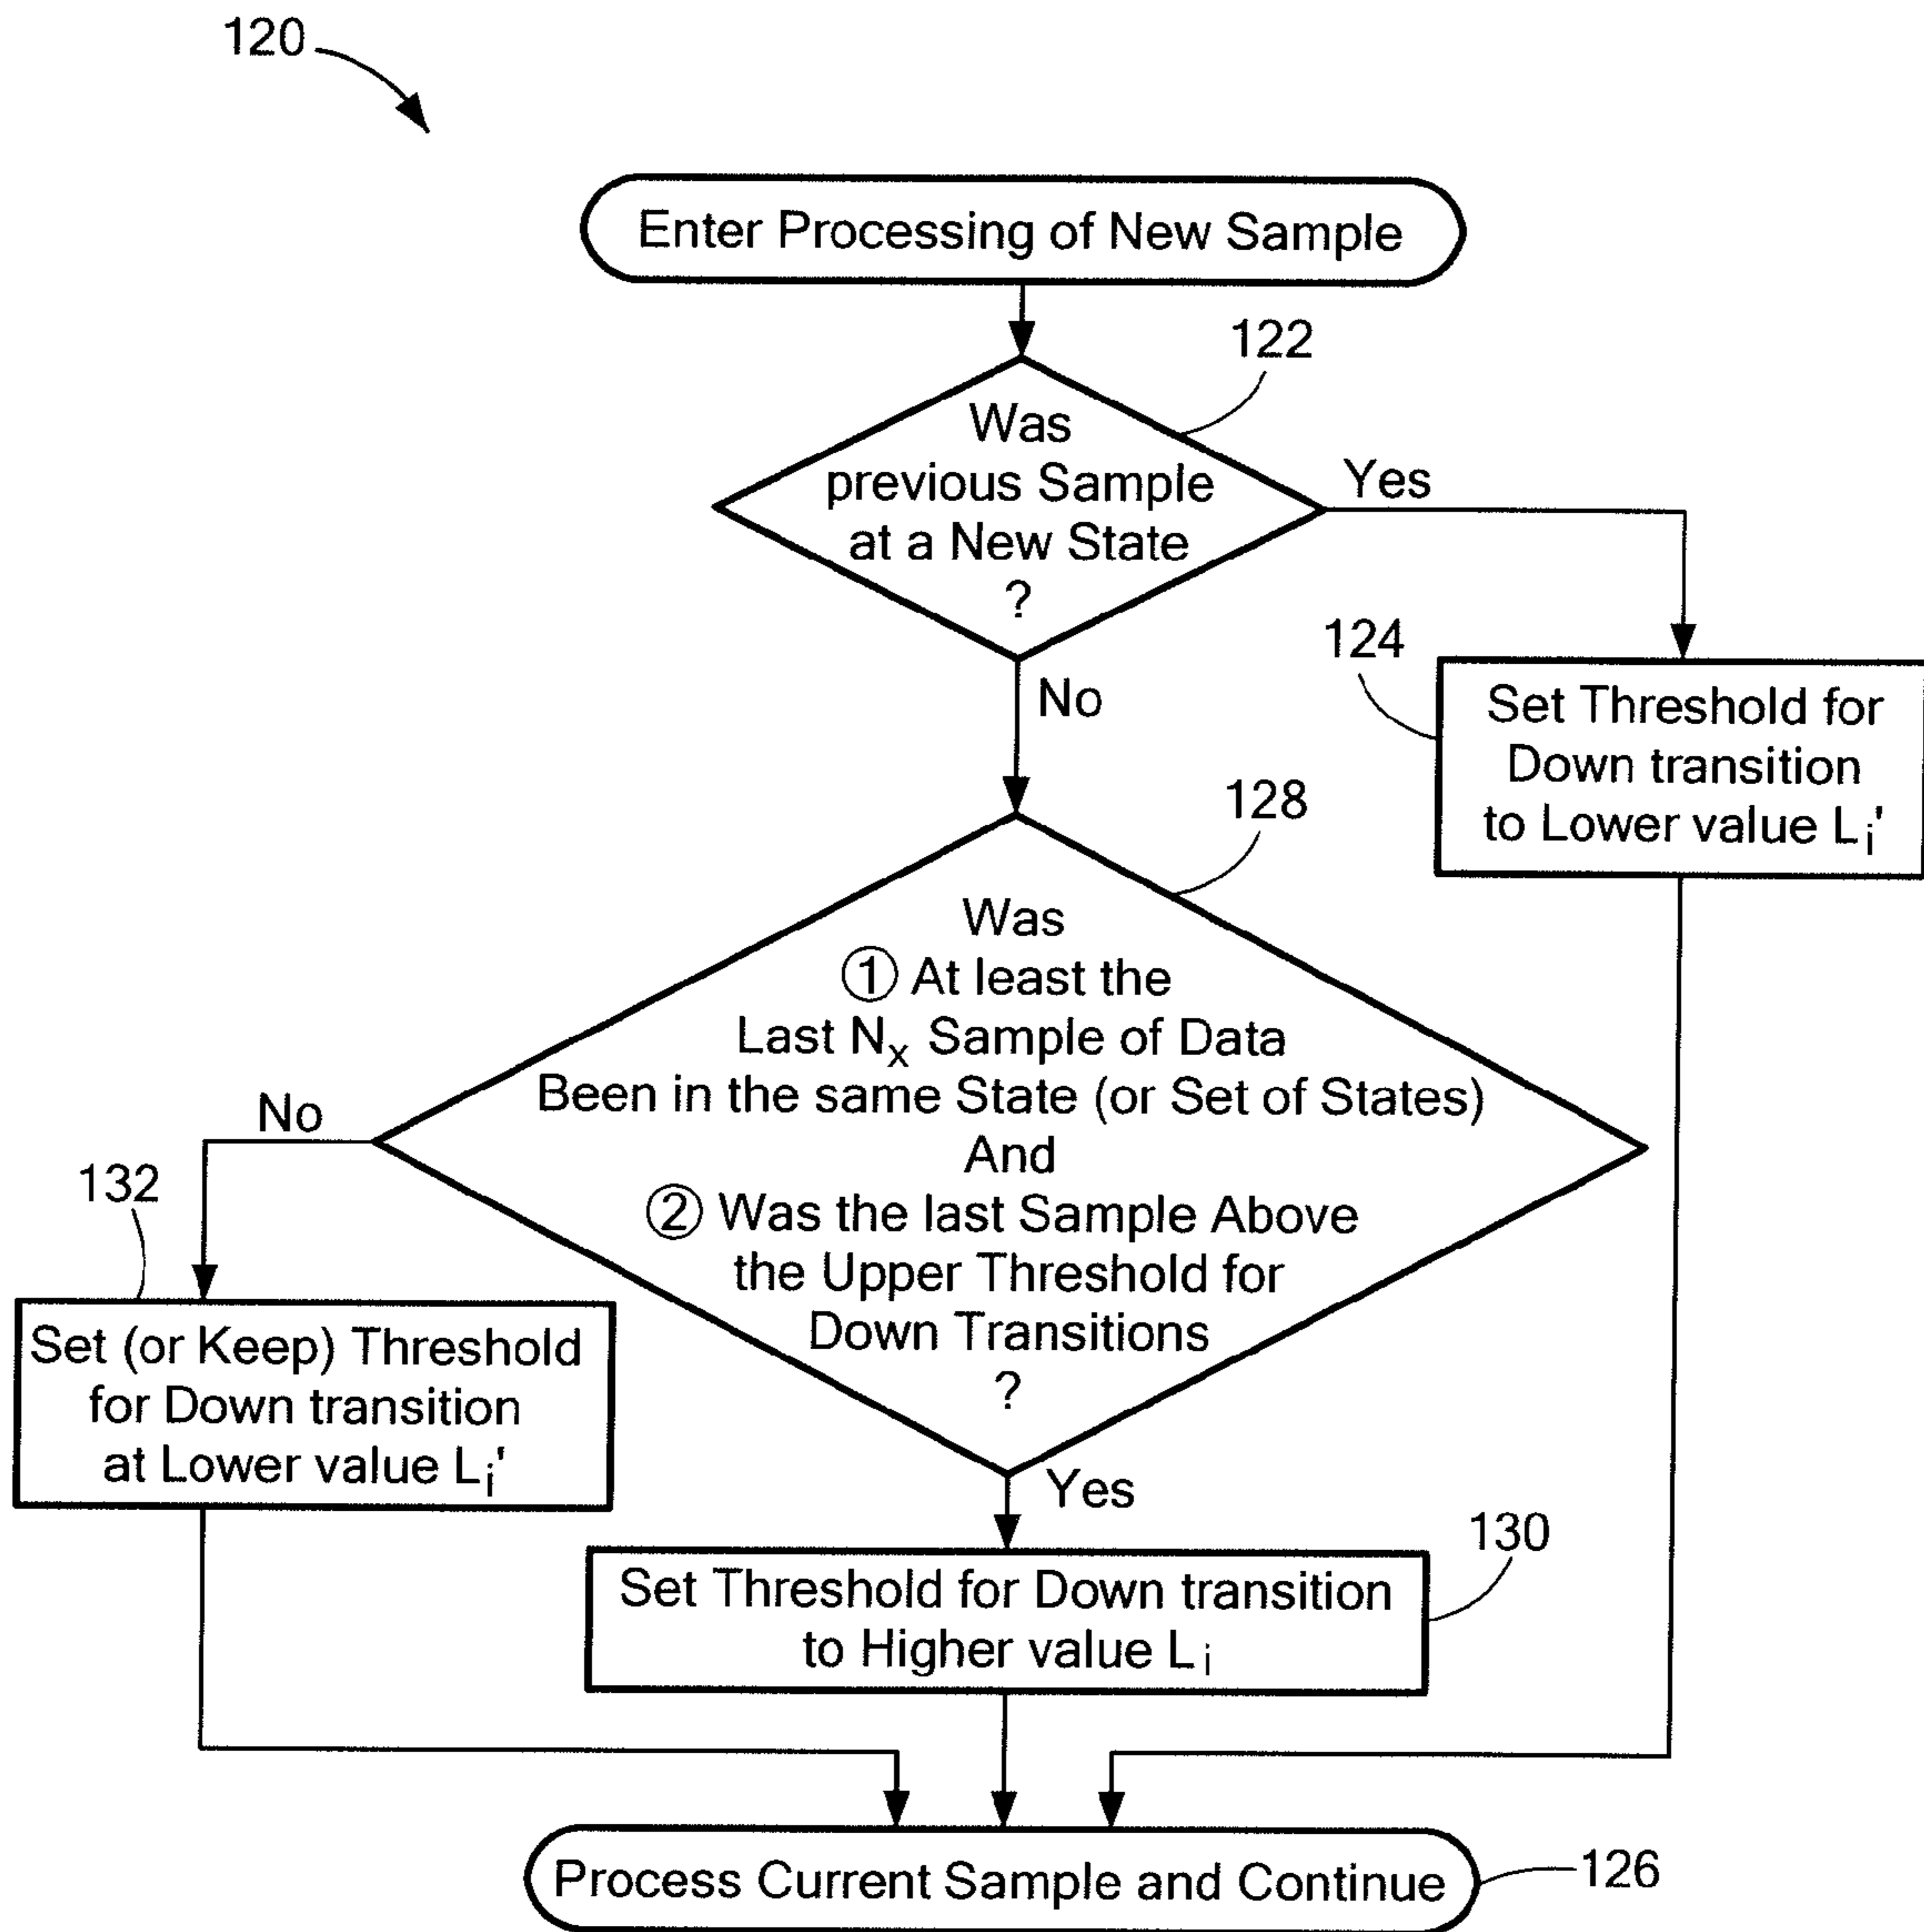 120
Enter Processing of New Sample
122
Was
previous Sample
at a New State
?
Yes
No
124
Set Threshold for
Down transition
to Lower value Li'
128
Was
① At least the
Last Nx Sample of Data
Been in the same State (or Set of States)
And
② Was the last Sample Above
the Upper Threshold for
Down Transitions
?
No
132
Set (or Keep) Threshold
for Down transition
at Lower value Li'
Yes
130
Set Threshold for Down transition
to Higher value Li
Process Current Sample and Continue
126